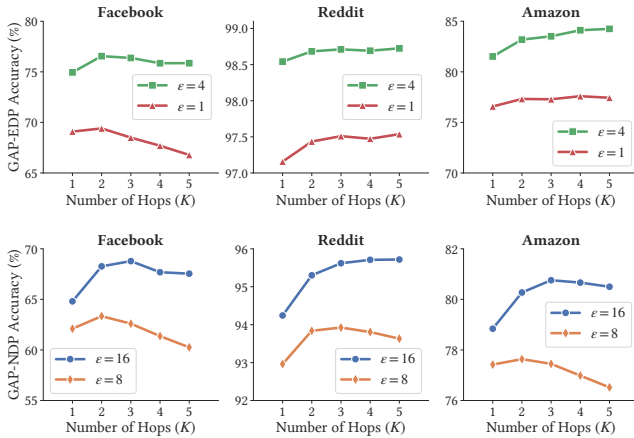 Facebook
Reddit
Amazon
GAP-EDP Accuracy (%)
80
75
70
65
99.0
98.5
98.0
97.5
97.0
85
80
75
70
ε = 4
ε = 1
ε = 4
ε = 1
ε = 4
ε = 1
1 2 3 4 5
1 2 3 4 5
1 2 3 4 5
Number of Hops (K)
Number of Hops (K)
Number of Hops (K)
Facebook
Reddit
Amazon
GAP-NDP Accuracy (%)
70
65
60
55
96
95
94
93
92
82
80
78
76
ε = 16
ε = 8
ε = 16
ε = 8
ε = 16
ε = 8
1 2 3 4 5
1 2 3 4 5
1 2 3 4 5
Number of Hops (K)
Number of Hops (K)
Number of Hops (K)